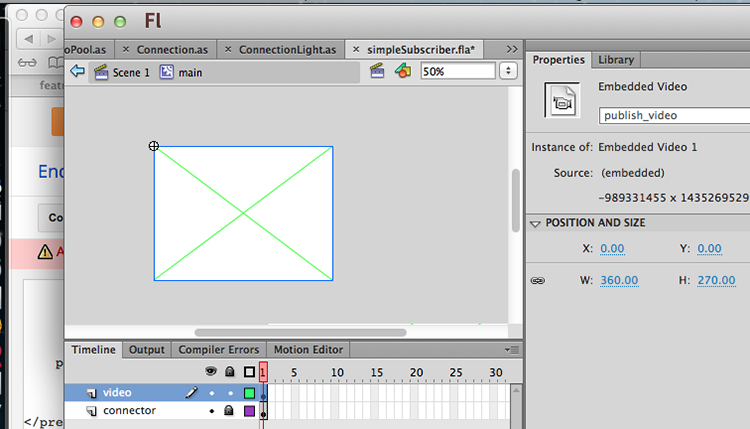 Fl
oPool.as
Connection.as
ConnectionLight.as
simpleSubscriber.fla*
Scene 1
main
50%
Properties
Library
Embedded Video
publish_video
Instance of: Embedded Video 1
Source: (embedded)
-989331455 x 1435269529
POSITION AND SIZE
X: 0.00
Y: 0.00
W: 360.00
H: 270.00
featu
Enc
Co
A
p
</pre
Timeline
Output
Compiler Errors
Motion Editor
1 5 10 15 20 25 30
video
connector